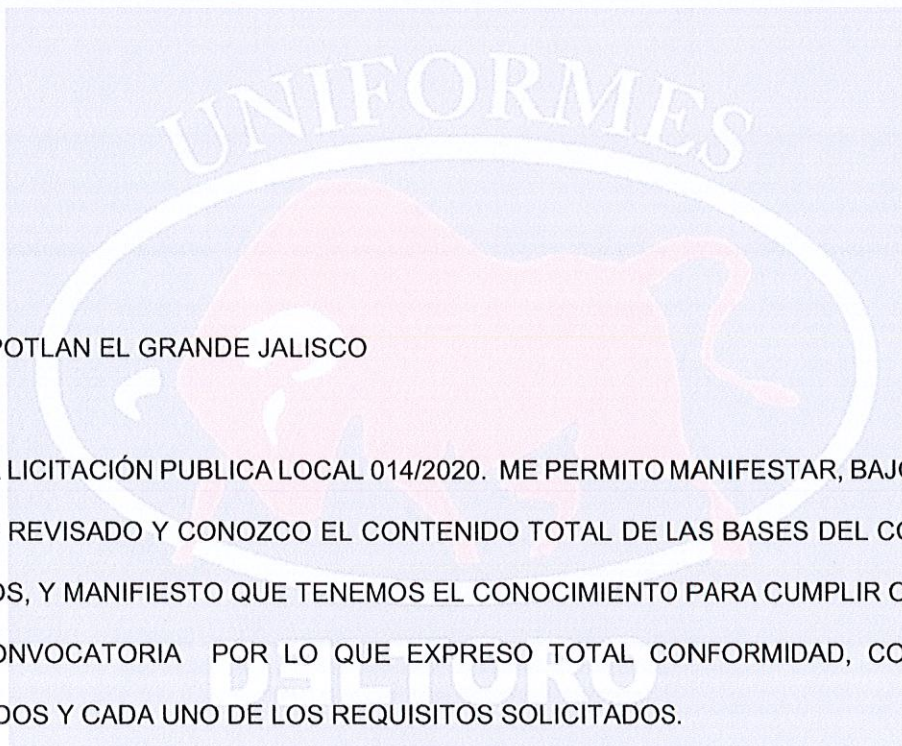 UNIFORMES
POTLAN EL GRANDE JALISCO
LICITACIÓN PUBLICA LOCAL 014/2020. ME PERMITO MANIFESTAR, BAJO
REVISADO Y CONOZCO EL CONTENIDO TOTAL DE LAS BASES DEL CO
OS, Y MANIFIESTO QUE TENEMOS EL CONOCIMIENTO PARA CUMPLIR C
ONVOCATORIA POR LO QUE EXPRESO TOTAL CONFORMIDAD, CO
DOS Y CADA UNO DE LOS REQUISITOS SOLICITADOS.
DELTORO